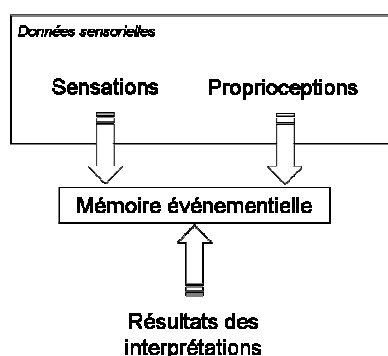 Données sensorielles
Sensations Proprioceptions
Mémoire événementielle
Résultats des
interprétations